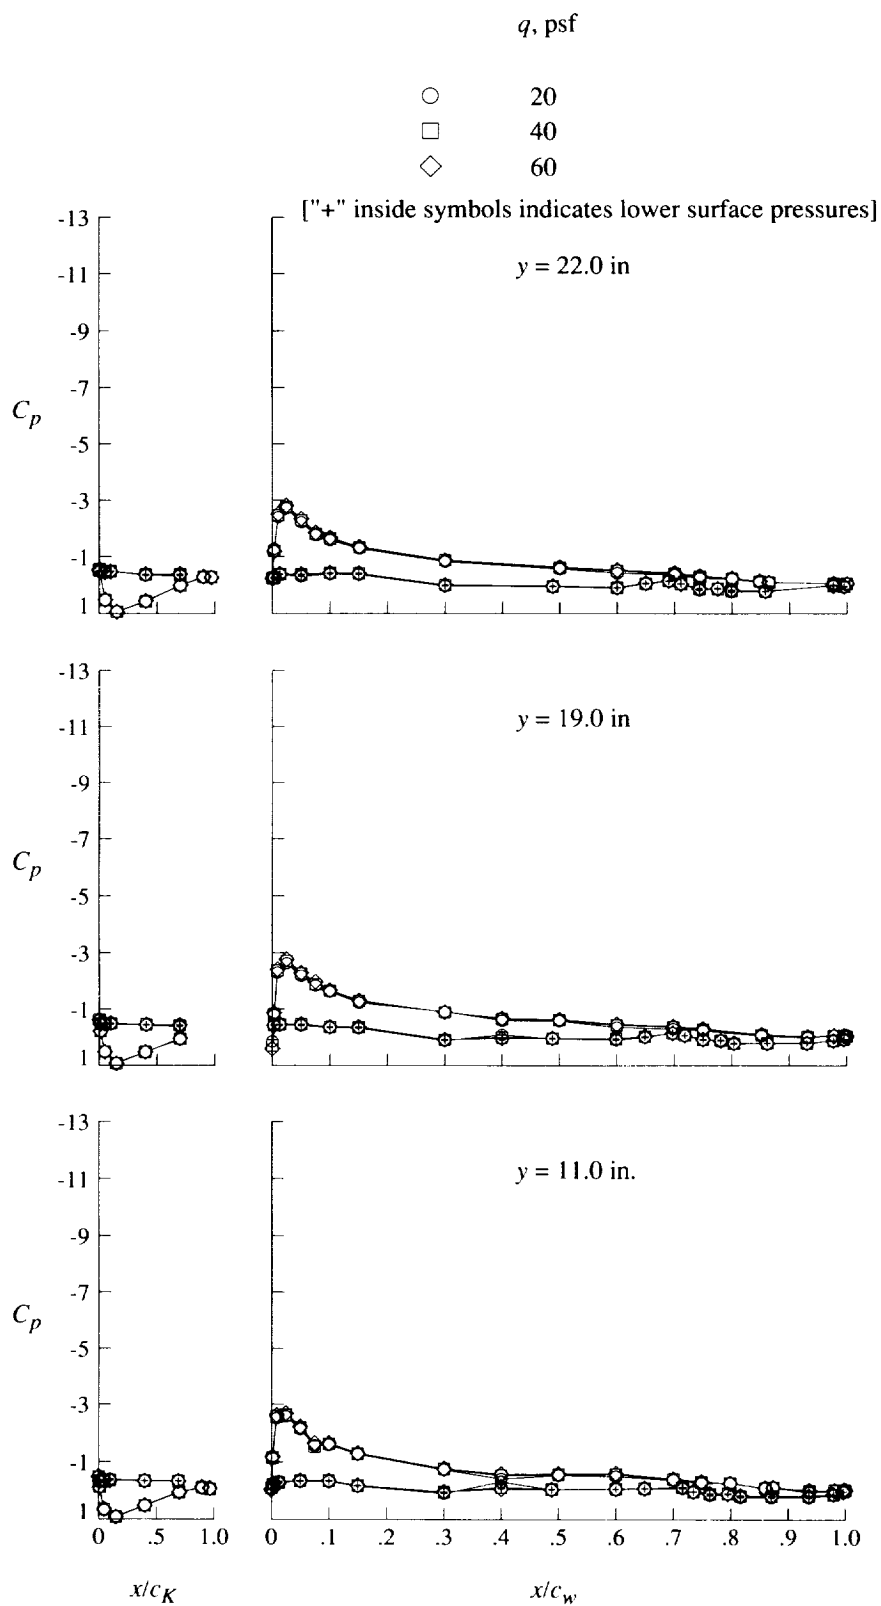 q, psf
20
40
60
["+" inside symbols indicates lower surface pressures]
-13
-11
-9
-7
-5
-3
-1
1
C_p
y = 22.0 in
-13
-11
-9
-7
-5
-3
-1
1
C_p
y = 19.0 in
-13
-11
-9
-7
-5
-3
-1
1
C_p
y = 11.0 in.
0 .5 1.0 0 .1 .2 .3 .4 .5 .6 .7 .8 .9 1.0
x/c_K x/c_w